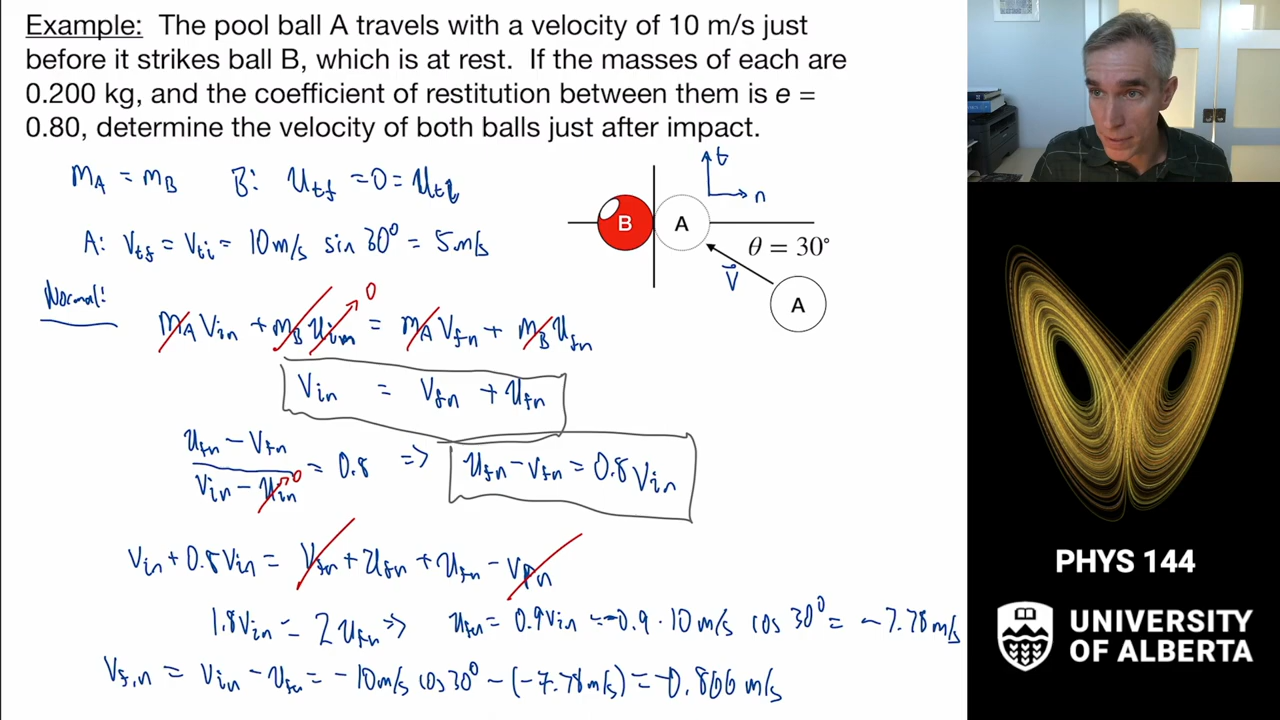 Example: The pool ball A travels with a velocity of 10 m/s just
before it strikes ball B, which is at rest. If the masses of each are
0.200 kg, and the coefficient of restitution between them is e =
0.80, determine the velocity of both balls just after impact.
m_A = m_B B: u_tf = 0 = u_ti
A: V_tf = V_ti = 10 m/s sin 30° = 5 m/s
t
n
B
A
θ = 30°
V
A
Normal:
m_A V_in + m_B u_in = m_A V_fn + m_B u_fn
0
V_in = V_fn + u_fn
u_fn - V_fn / V_in - u_in = 0.8 => u_fn - V_fn = 0.8 V_in
0
V_in + 0.8 V_in = V_fn + u_fn + u_fn - V_fn
1.8 V_in = 2 u_fn => u_fn = 0.9 V_in = -0.9 · 10 m/s cos 30° = -7.78 m/s
V_f,n = V_in - u_fn = -10 m/s cos 30° - (-7.78 m/s) = -0.866 m/s
PHYS 144
UNIVERSITY
OF ALBERTA